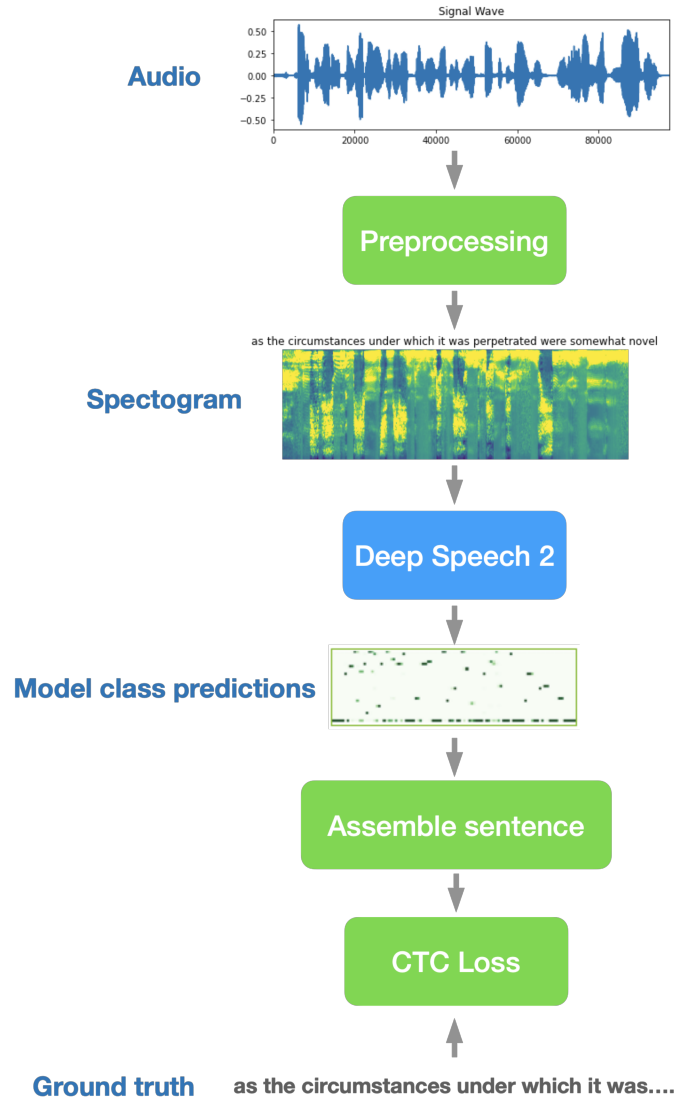 Signal Wave
Audio
0.50
0.25
0.00
−0.25
−0.50
0 20000 40000 60000 80000
Preprocessing
as the circumstances under which it was perpetrated were somewhat novel
Spectogram
Deep Speech 2
Model class predictions
Assemble sentence
CTC Loss
Ground truth as the circumstances under which it was....